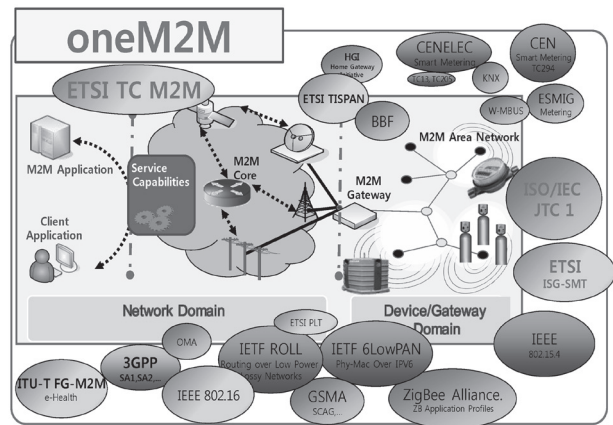 oneM2M
HGI
Home Gateway
Initiative
CENELEC
Smart Metering
TC13, TC205
CEN
Smart Metering
TC294
KNX
ETSI TC M2M
ETSI TISPAN
BBF
W-MBUS
ESMIG
Metering
M2M Application
Service
Capabilities
M2M
Core
M2M Area Network
M2M
Gateway
Client
Application
ISO/IEC
JTC 1
ETSI
ISG-SMT
Network Domain
Device/Gateway
Domain
ETSI PLT
OMA
3GPP
SA1,SA2,...
IETF ROLL
Routing over Low Power
Lossy Networks
IETF 6LowPAN
Phy-Mac Over IPV6
IEEE
802.15.4
ITU-T FG-M2M
e-Health
IEEE 802.16
GSMA
SCAG,...
ZigBee Alliance.
ZB Application Profiles